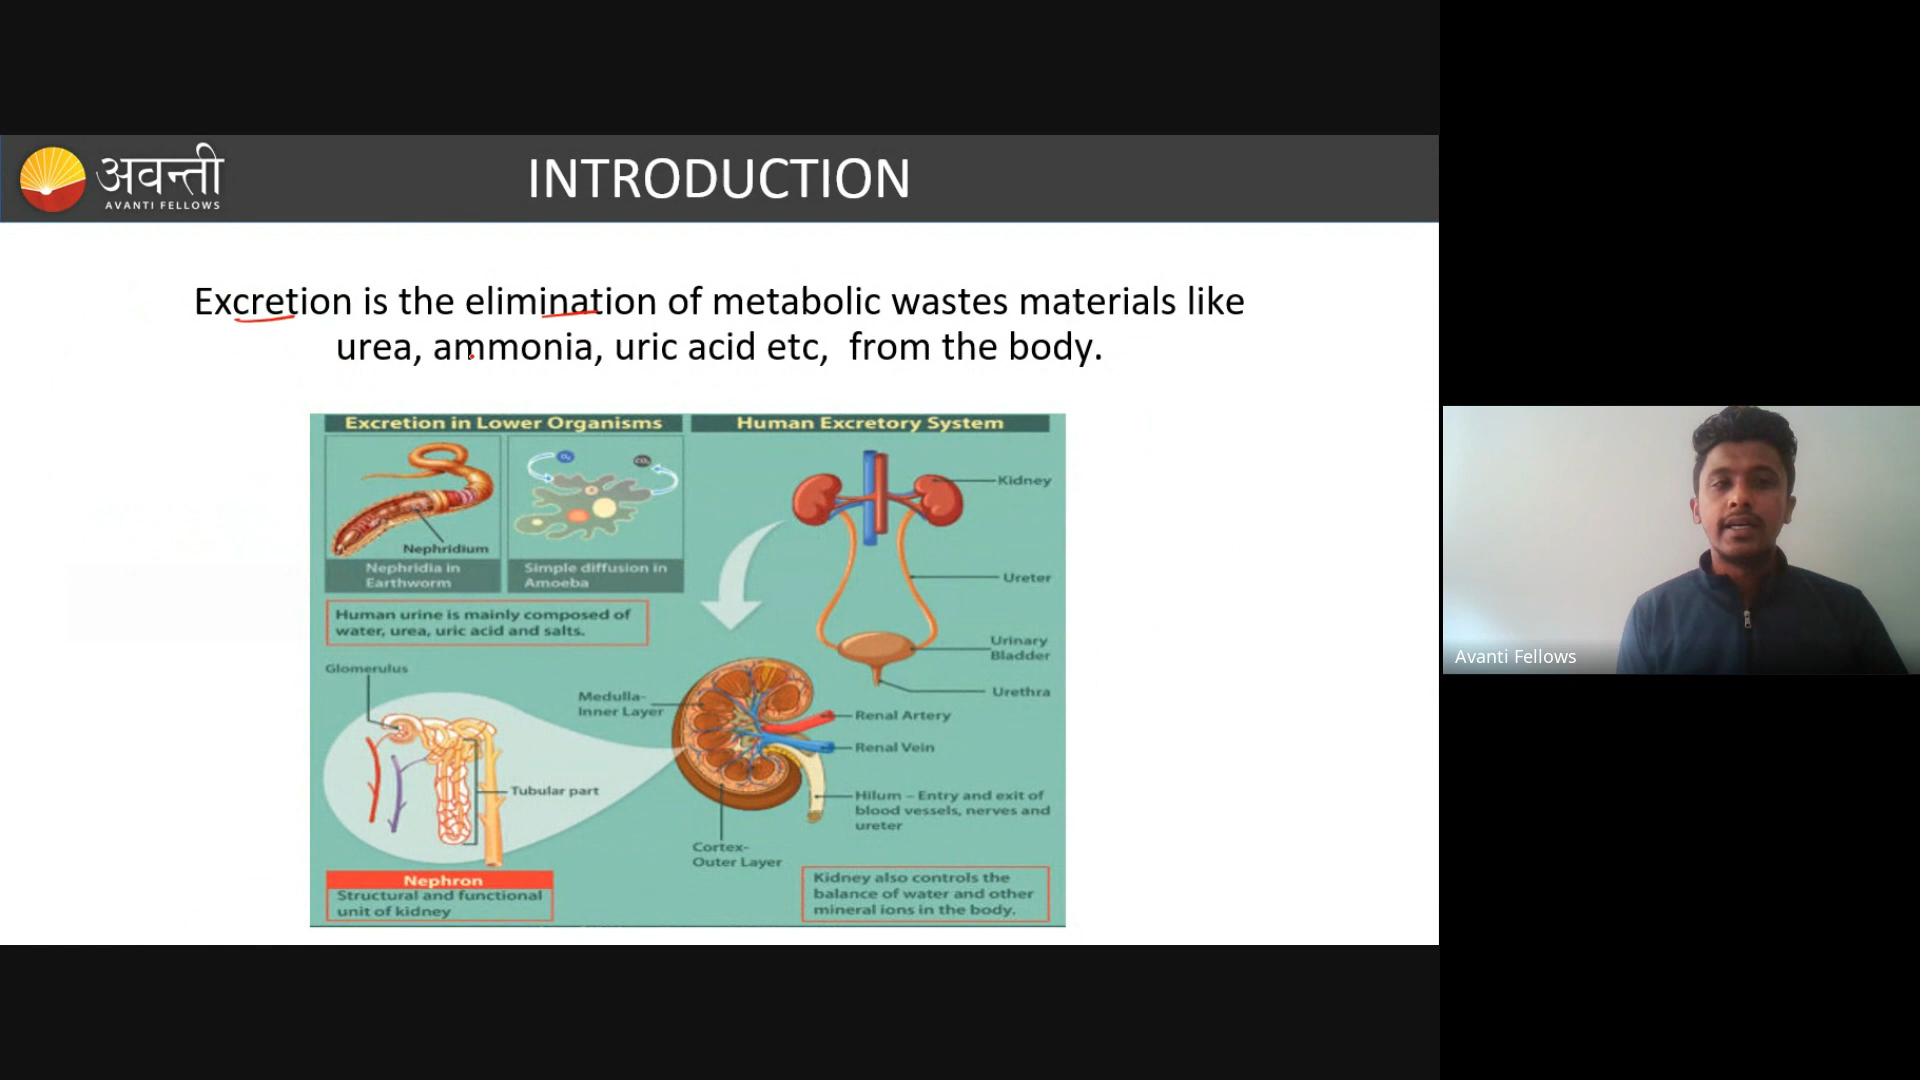 अवन्ती
AVANTI FELLOWS
INTRODUCTION
Excretion is the elimination of metabolic wastes materials like
urea, ammonia, uric acid etc,  from the body.
Excretion in Lower Organisms
Nephridium
Nephridia in
Earthworm
O₂
CO₂
Simple diffusion in
Amoeba
Human urine is mainly composed of
water, urea, uric acid and salts.
Human Excretory System
Kidney
Ureter
Urinary
Bladder
Urethra
Glomerulus
Tubular part
Nephron
Structural and functional
unit of kidney
Medulla-
Inner Layer
Renal Artery
Renal Vein
Hilum – Entry and exit of
blood vessels, nerves and
ureter
Cortex-
Outer Layer
Kidney also controls the
balance of water and other
mineral ions in the body.
Avanti Fellows